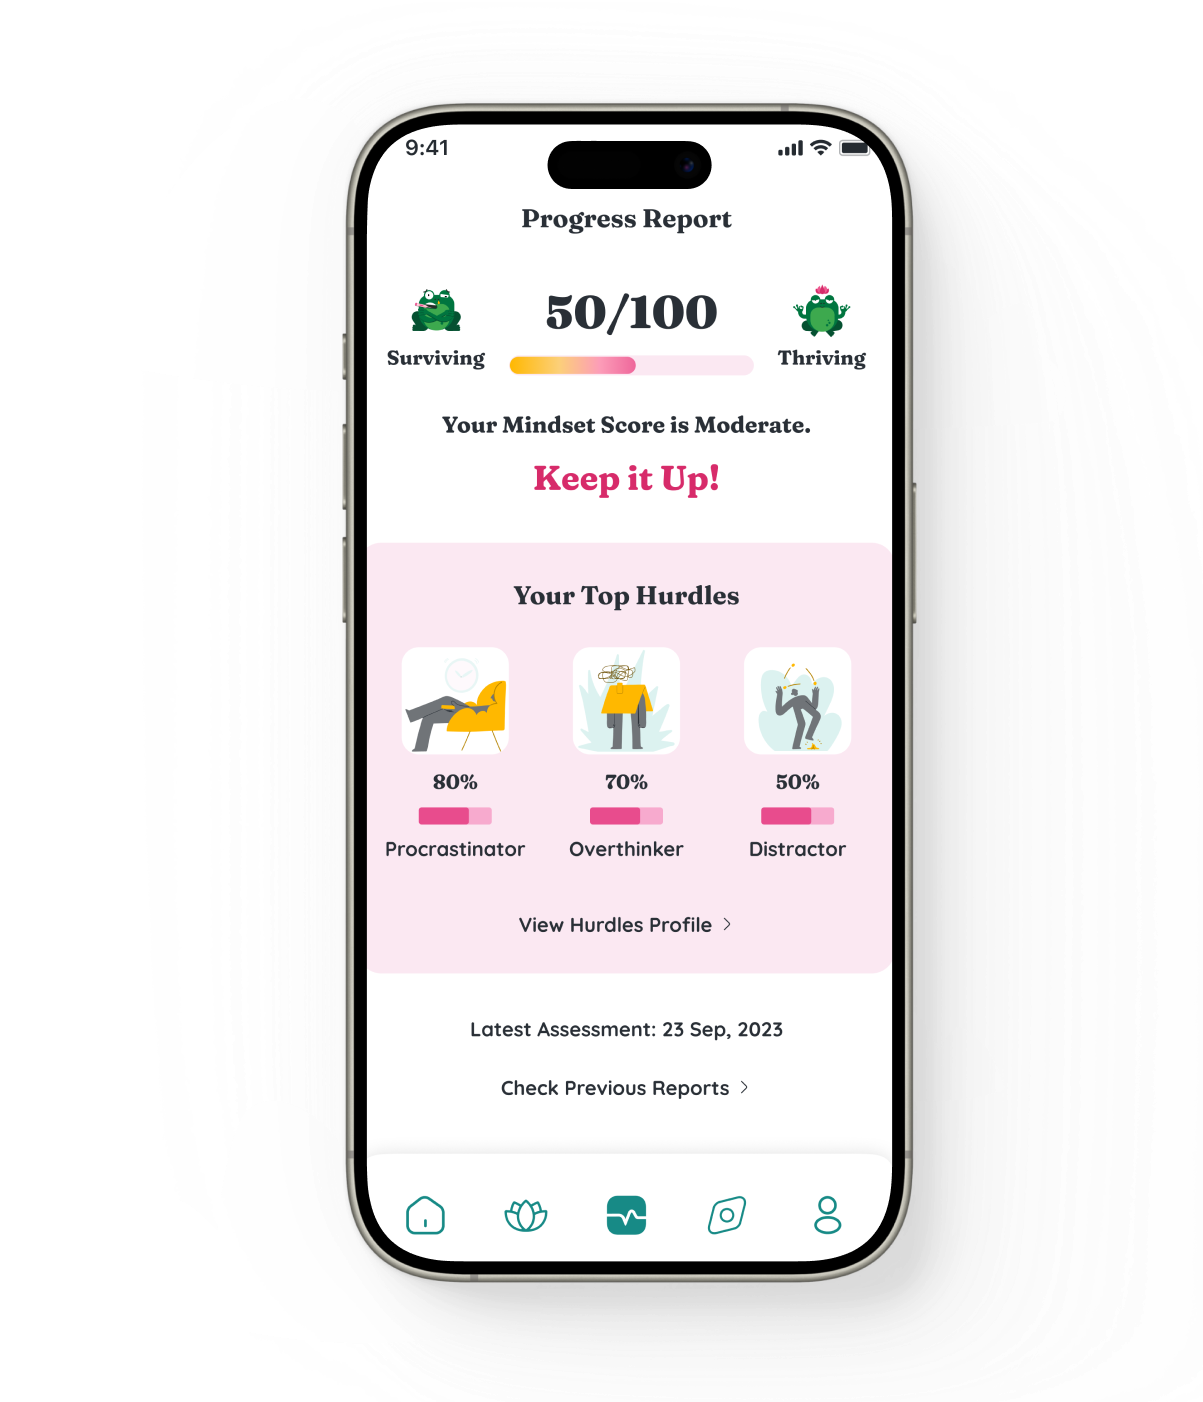 9:41
Progress Report
50/100
Surviving
Thriving
Your Mindset Score is Moderate.
Keep it Up!
Your Top Hurdles
80% 70% 50%
Procrastinator Overthinker Distractor
View Hurdles Profile
Latest Assessment: 23 Sep, 2023
Check Previous Reports